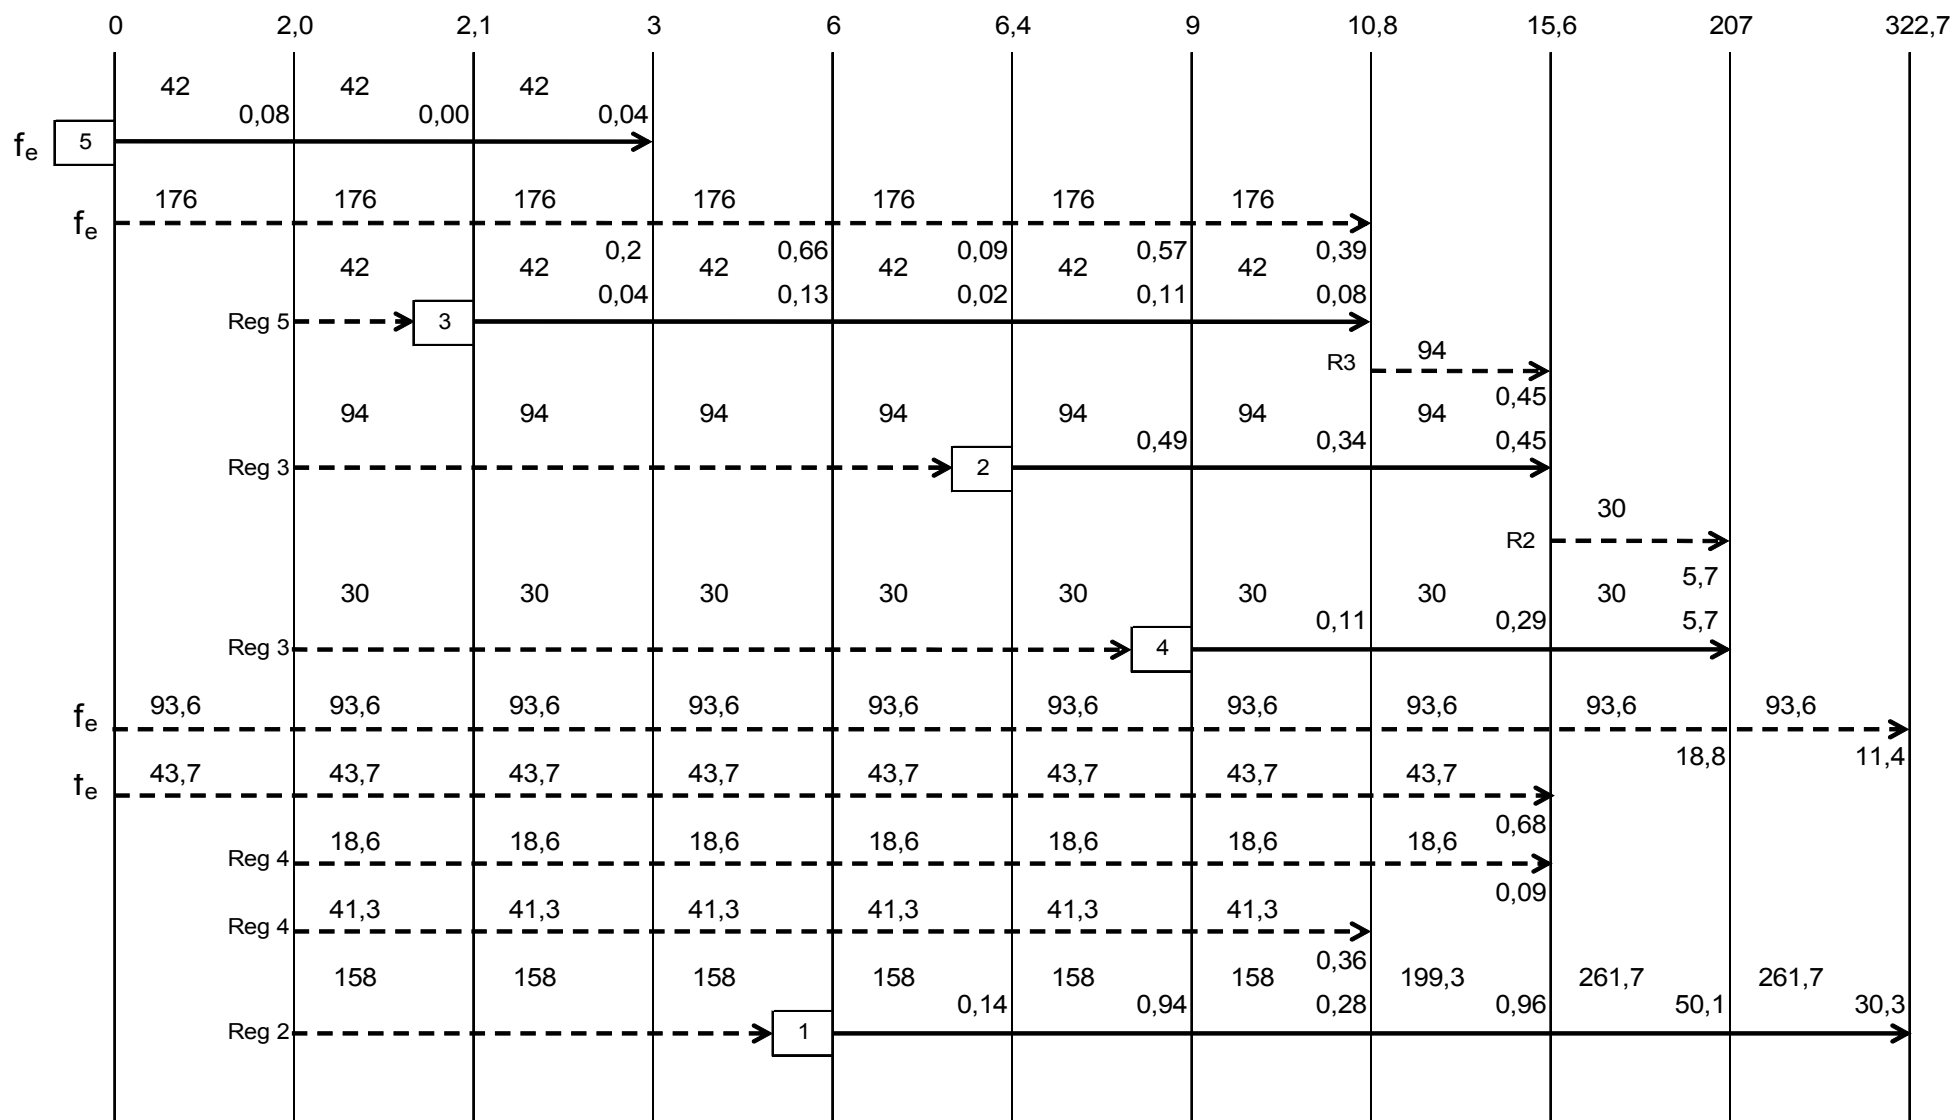 0 2,0 2,1 3 6 6,4 9 10,8 15,6 207 322,7
42 42 42
0,08 0,00 0,04
fe 5
176 176 176 176 176 176 176
fe
0,2 0,66 0,09 0,57 0,39
42 42 42 42 42 42
0,04 0,13 0,02 0,11 0,08
Reg 5 3
R3 94
0,45
94 94 94 94 94 94 94
0,49 0,34 0,45
Reg 3 2
30
R2
5,7
30 30 30 30 30 30 30 30
0,11 0,29 5,7
Reg 3 4
93,6 93,6 93,6 93,6 93,6 93,6 93,6 93,6 93,6 93,6
fe
18,8 11,4
43,7 43,7 43,7 43,7 43,7 43,7 43,7 43,7
te
0,68
18,6 18,6 18,6 18,6 18,6 18,6 18,6
Reg 4
0,09
41,3 41,3 41,3 41,3 41,3 41,3
Reg 4
0,36
158 158 158 158 158 158 199,3 261,7 261,7
0,14 0,94 0,28 0,96 50,1 30,3
Reg 2 1